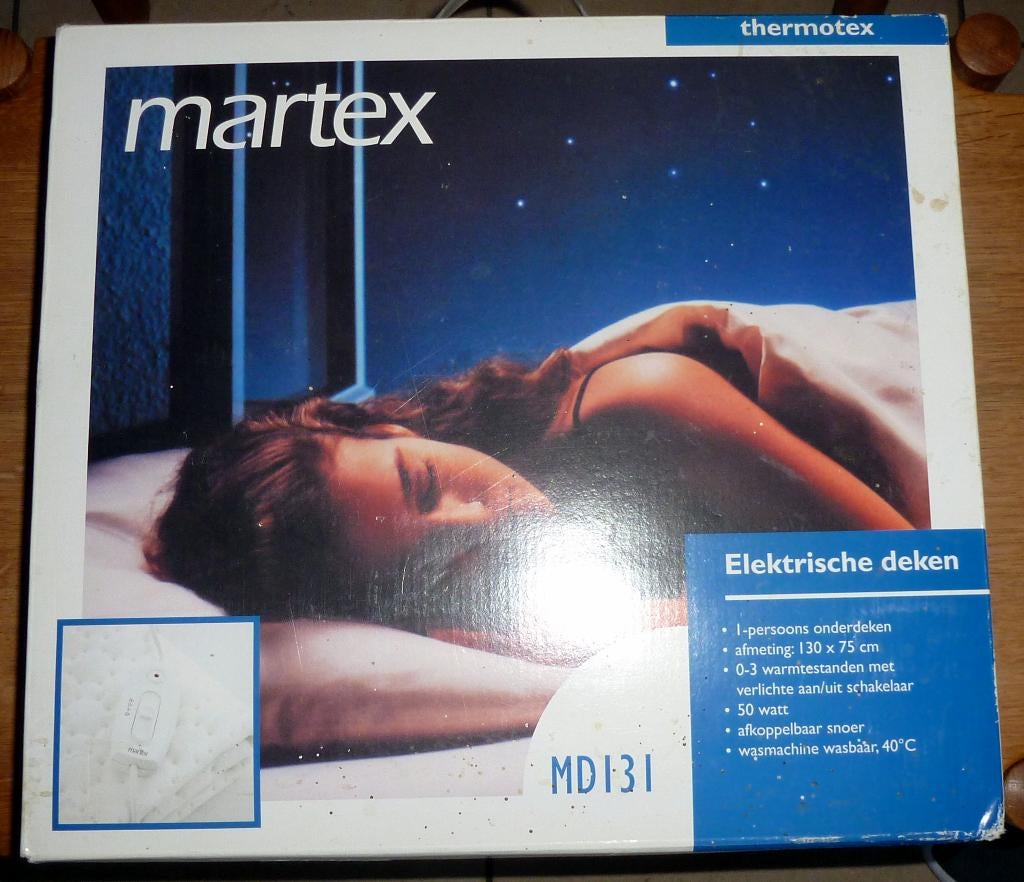 thermotex
martex
Elektrische deken
• 1-persoons onderdeken
• afmeting: 130 x 75 cm
• 0-3 warmtestanden met
verlichte aan/uit schakelaar
• 50 watt
• afkoppelbaar snoer
• wasmachine wasbaar, 40°C
martex
MD131